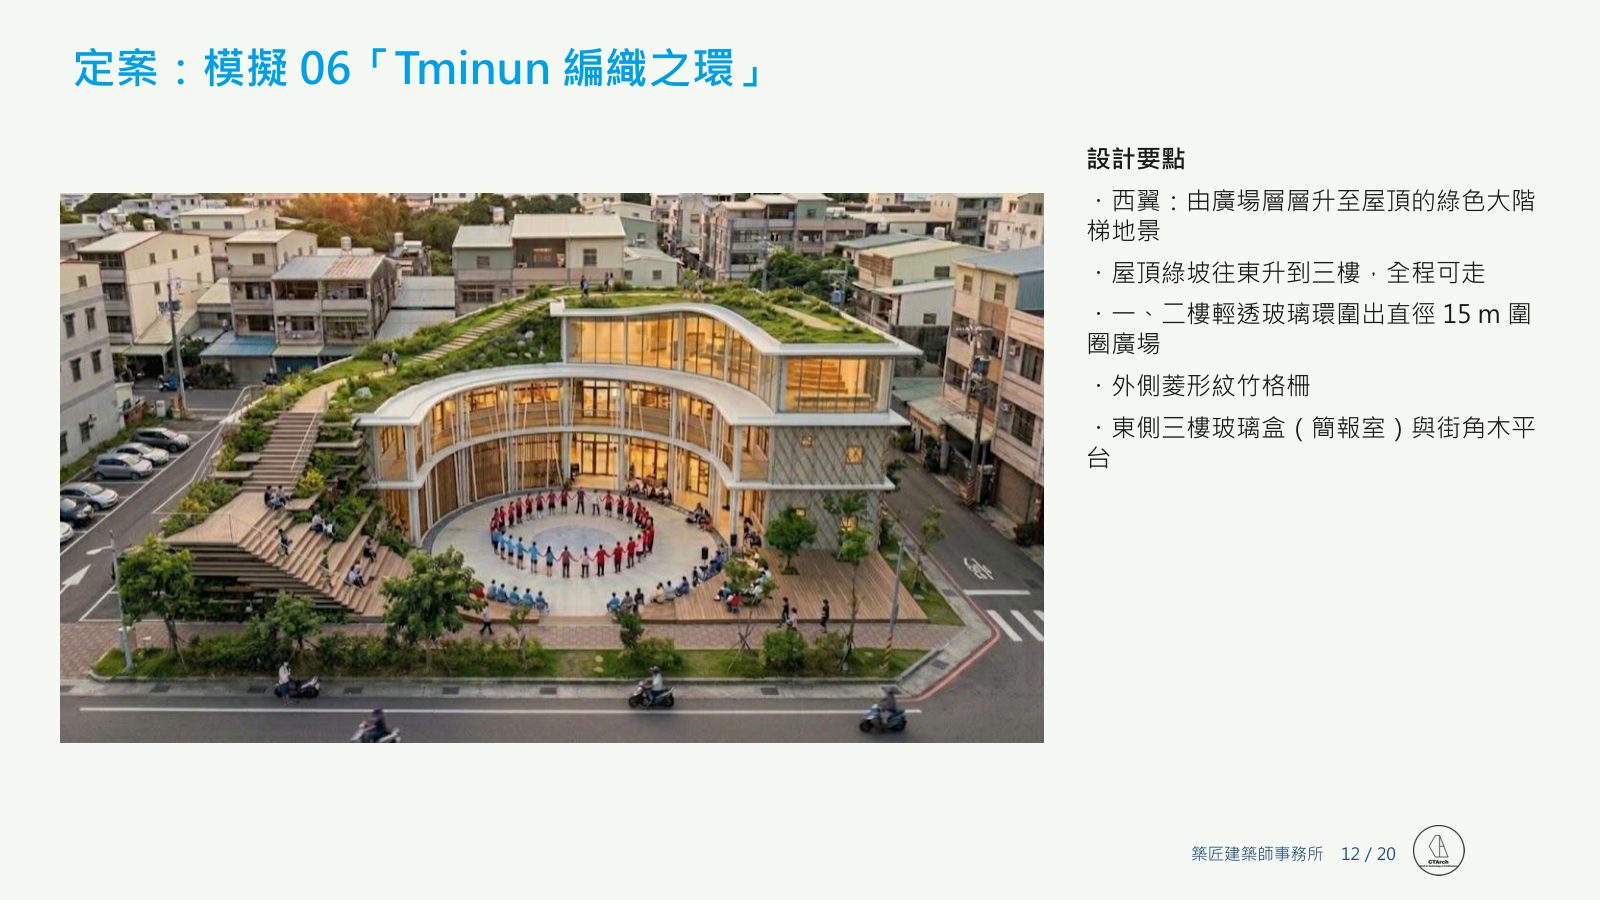 定案：模擬 06「Tminun 編織之環」
設計要點
．西翼：由廣場層層升至屋頂的綠色大階
梯地景
．屋頂綠坡往東升到三樓，全程可走
．一、二樓輕透玻璃環圍出直徑 15 m 圍
圈廣場
．外側菱形紋竹格柵
．東側三樓玻璃盒（簡報室）與街角木平
台
築匠建築師事務所 12 / 20
CTArch